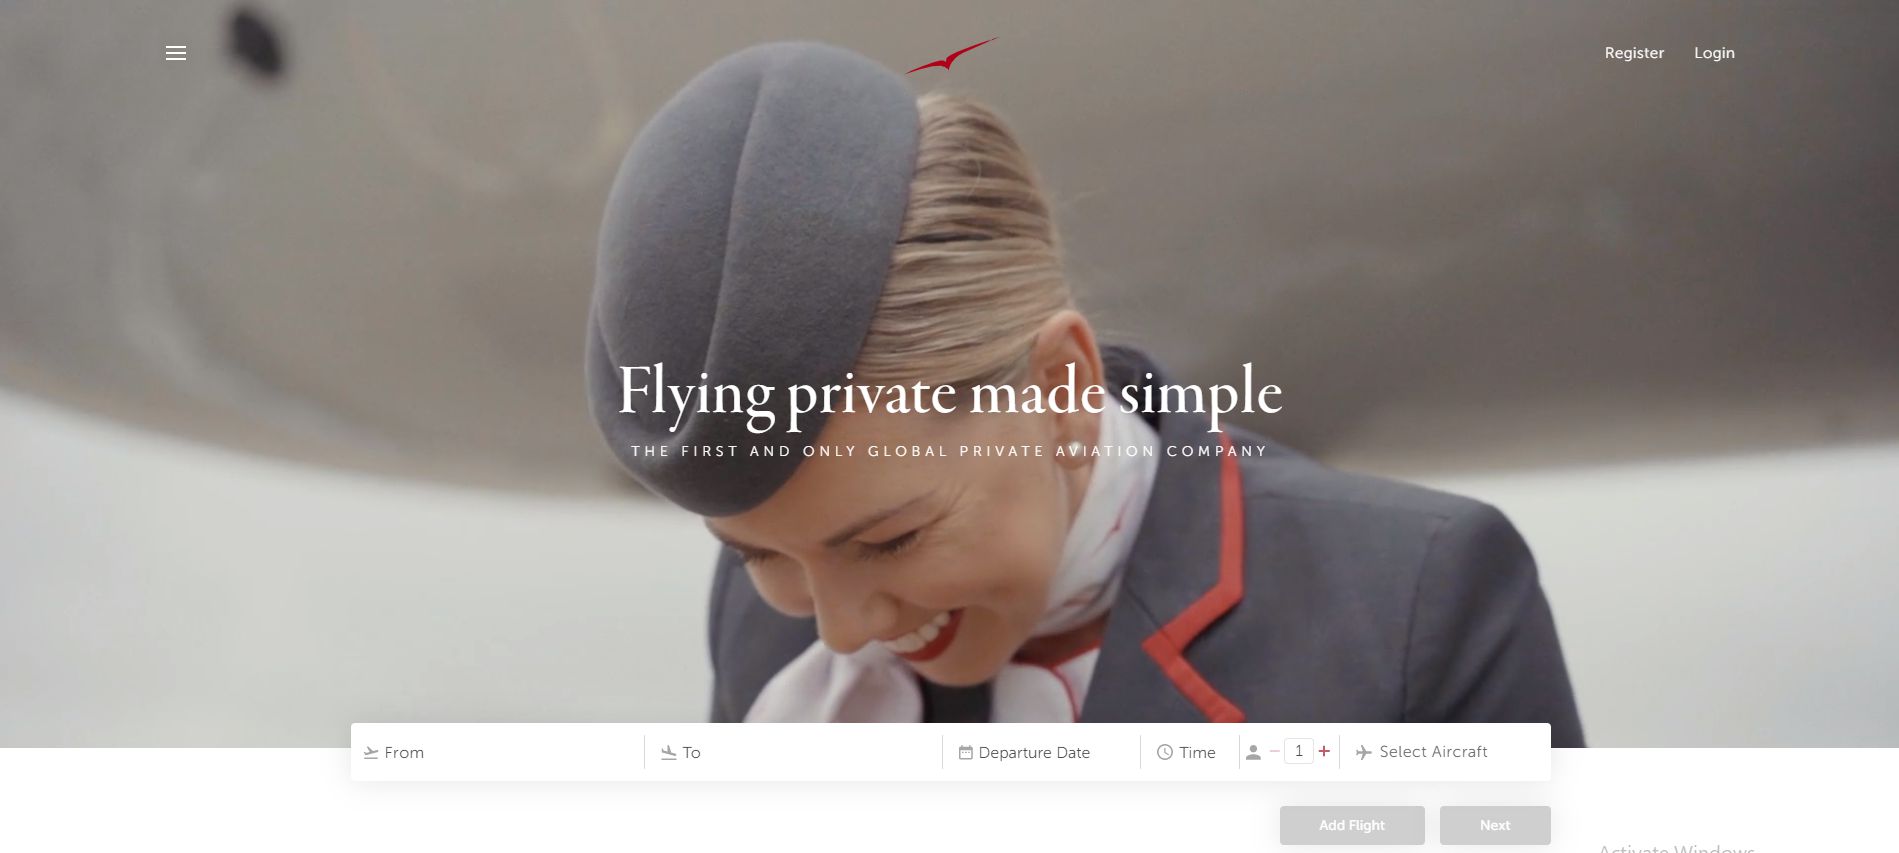 Register Login
Flying private made simple
THE FIRST AND ONLY GLOBAL PRIVATE AVIATION COMPANY
From To Departure Date Time 1 Select Aircraft
Add Flight Next
Activate Windows